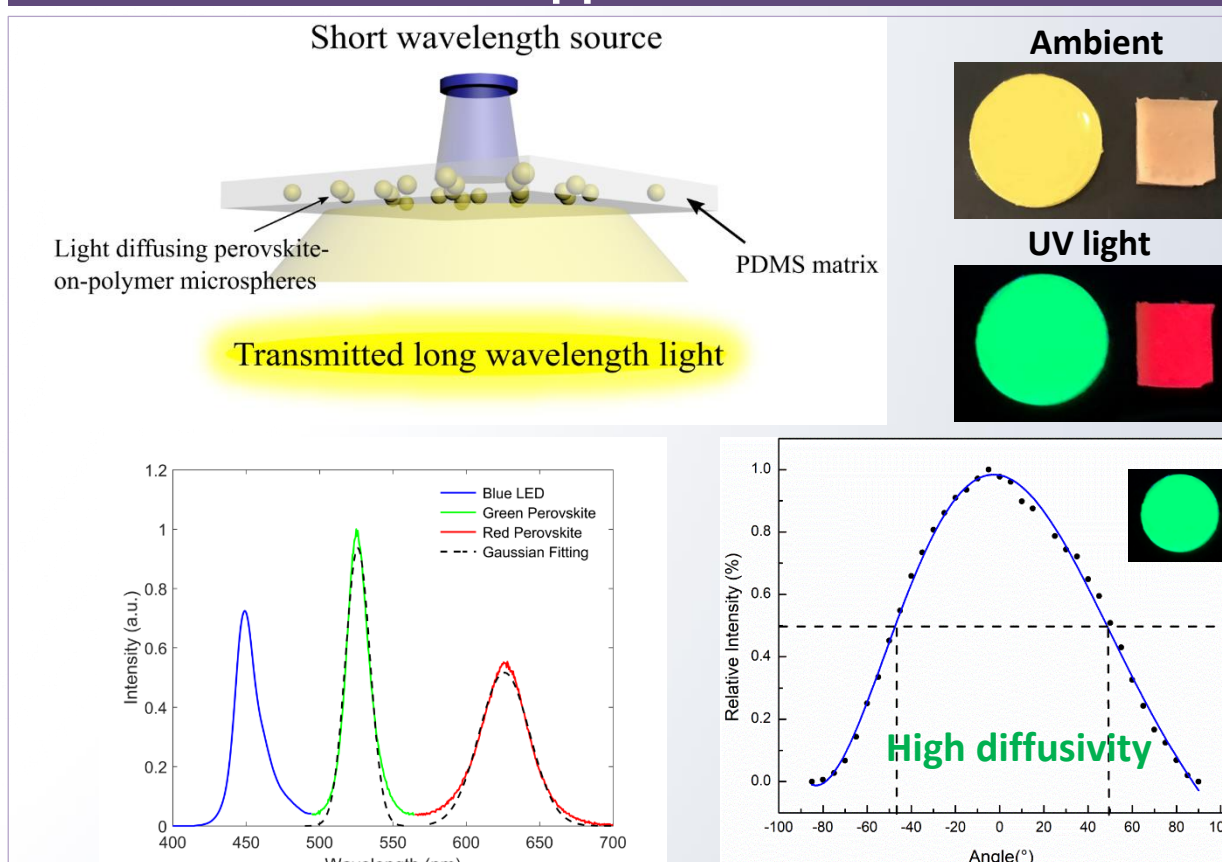 Short wavelength source
Light diffusing perovskite-
on-polymer microspheres
PDMS matrix
Transmitted long wavelength light
Ambient
UV light
1.2
1
0.8
0.6
0.4
0.2
0
Intensity (a.u.)
Blue LED
Green Perovskite
Red Perovskite
Gaussian Fitting
400
450
500
550
600
650
700
1.0
0.8
0.6
0.4
0.2
0.0
Relative Intensity (%)
High diffusivity
-100
-80
-60
-40
-20
0
20
40
60
80
Angle(°)